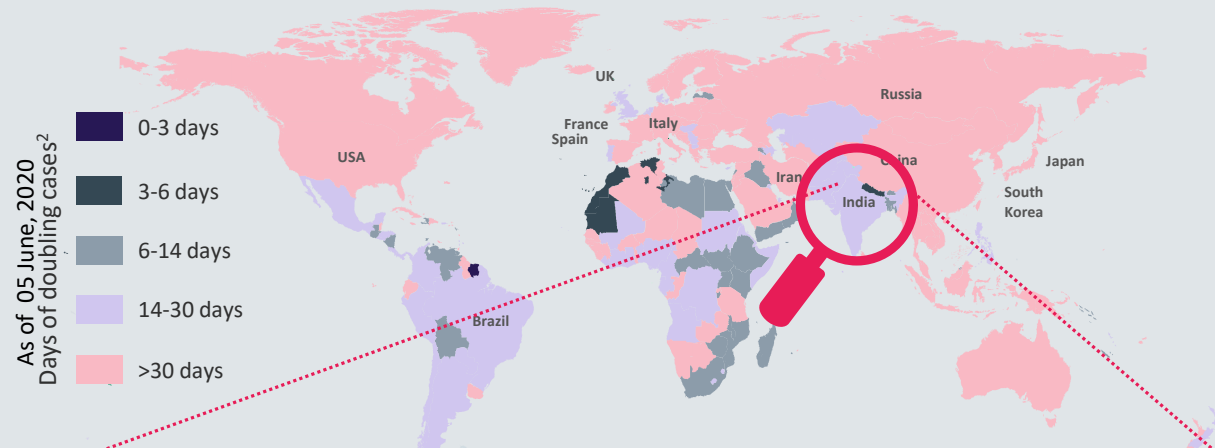 As of 05 June, 2020
Days of doubling cases2
0-3 days
3-6 days
6-14 days
14-30 days
>30 days
UK
Russia
France
Italy
Spain
USA
China
Japan
Iran
South
Korea
India
Brazil